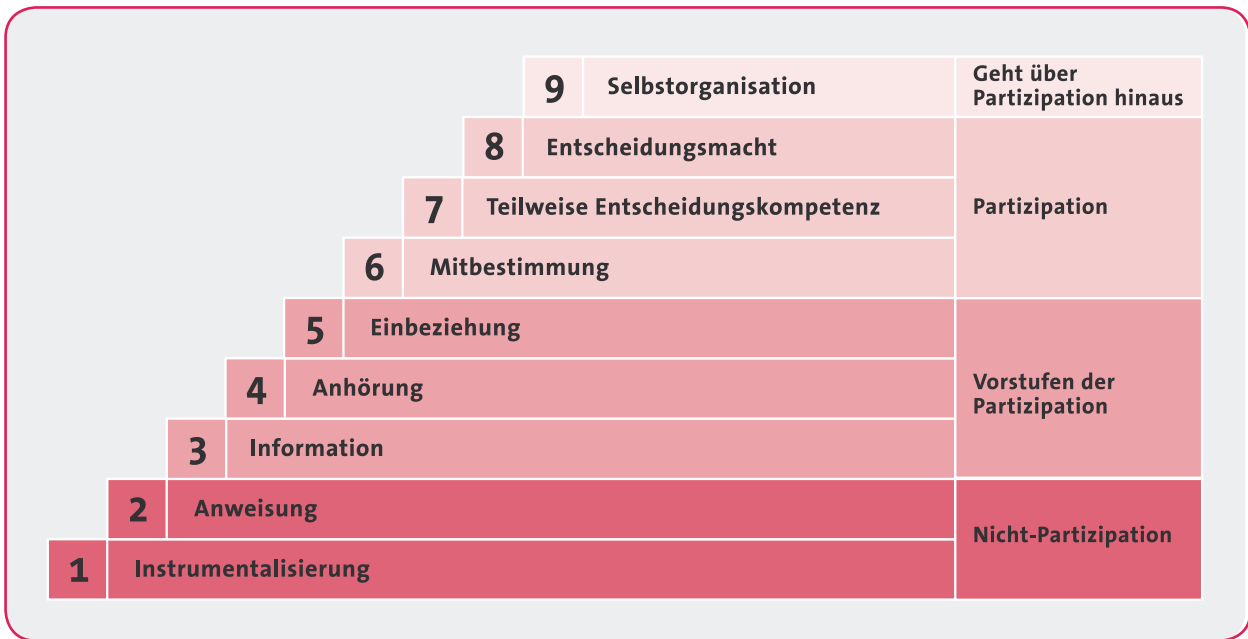 9 Selbstorganisation
Geht über
Partizipation hinaus
8 Entscheidungsmacht
7 Teilweise Entscheidungskompetenz
Partizipation
6 Mitbestimmung
5 Einbeziehung
4 Anhörung
Vorstufen der
Partizipation
3 Information
2 Anweisung
Nicht-Partizipation
1 Instrumentalisierung